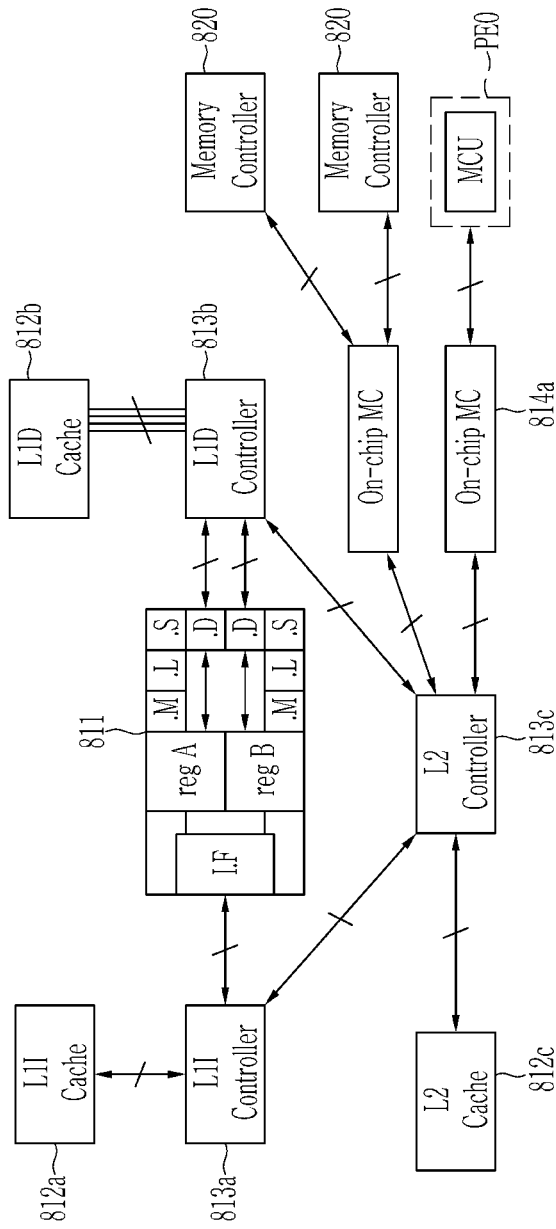 812a
L1I
Cache
813a
L1I
Controller
811
I.F
reg A
reg B
.M
.L
.S
.D
.D
.M
.L
.S
L1D
Cache
812b
L1D
Controller
813b
L2
Cache
812c
L2
Controller
813c
On-chip MC
On-chip MC
814a
Memory
Controller
820
Memory
Controller
820
MCU
PE0